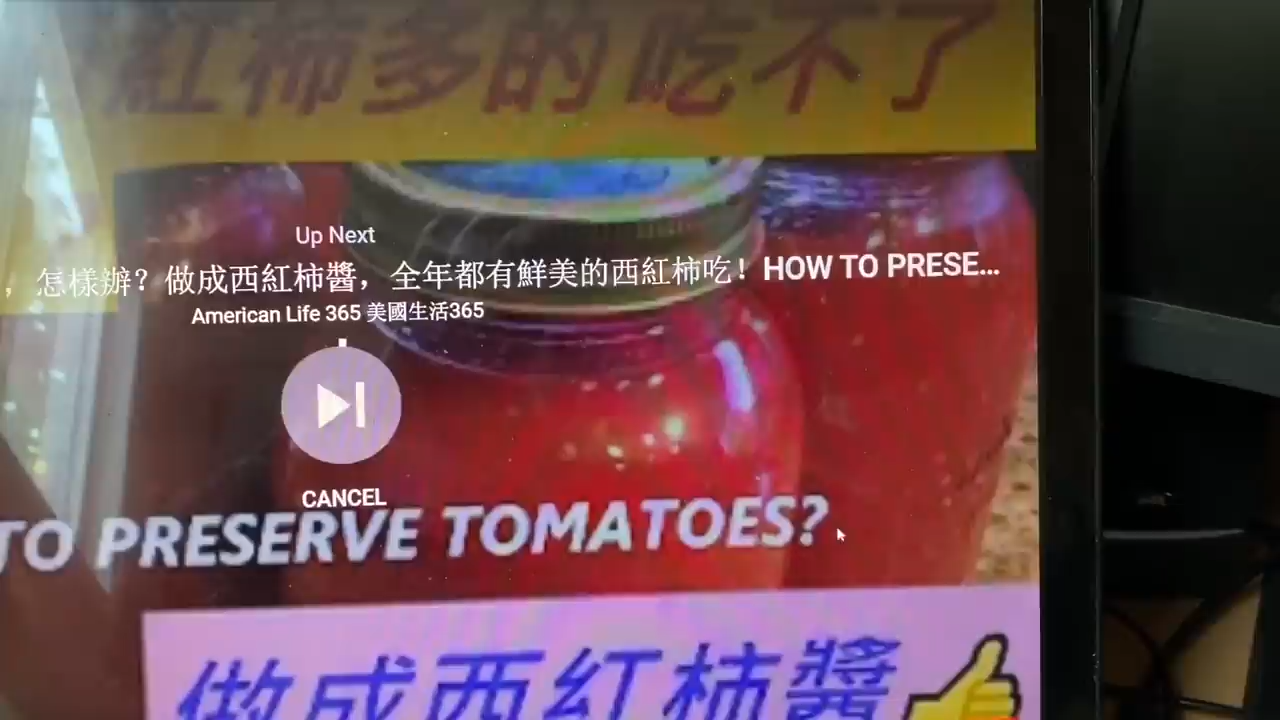 紅柿多的吃不了
Up Next
，怎樣辦？做成西紅柿醬，全年都有鮮美的西紅柿吃！HOW TO PRESE...
American Life 365 美國生活365
CANCEL
TO PRESERVE TOMATOES?
做成西紅柿醬